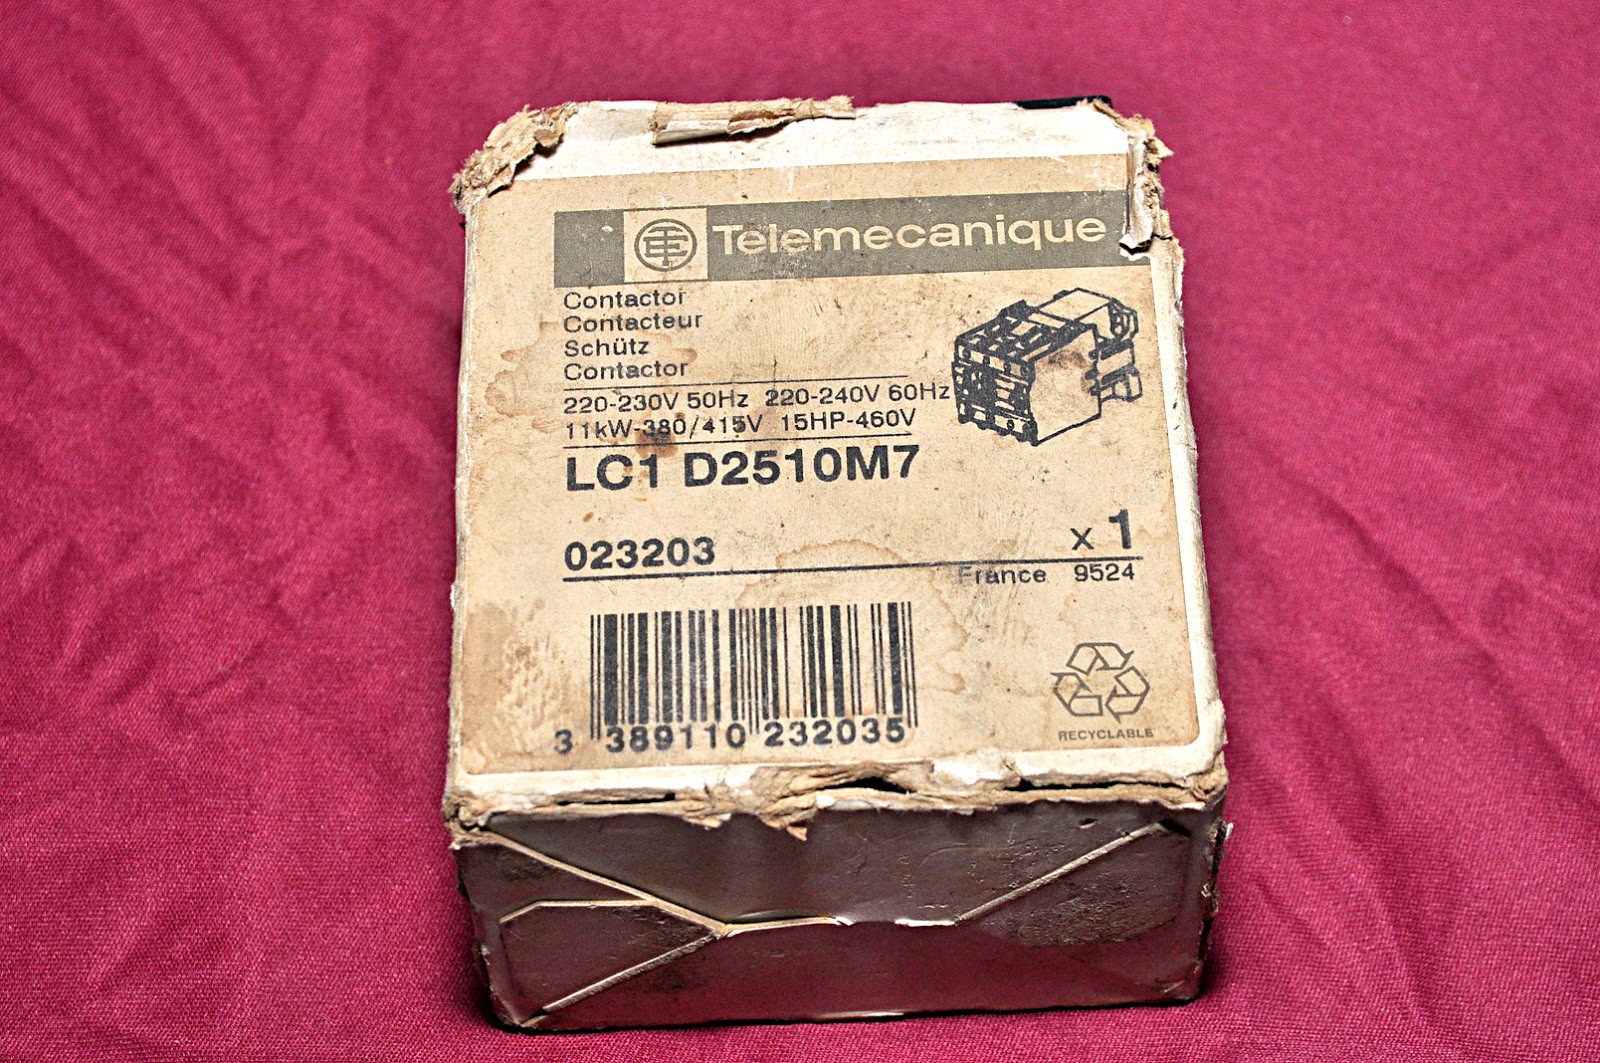 TE Telemecanique
Contactor
Contacteur
Schütz
Contactor
220-230V 50Hz 220-240V 60Hz
11kW-380/415V 15HP-460V
LC1 D2510M7
023203 x 1
France 9524
3 389110 232035
RECYCLABLE